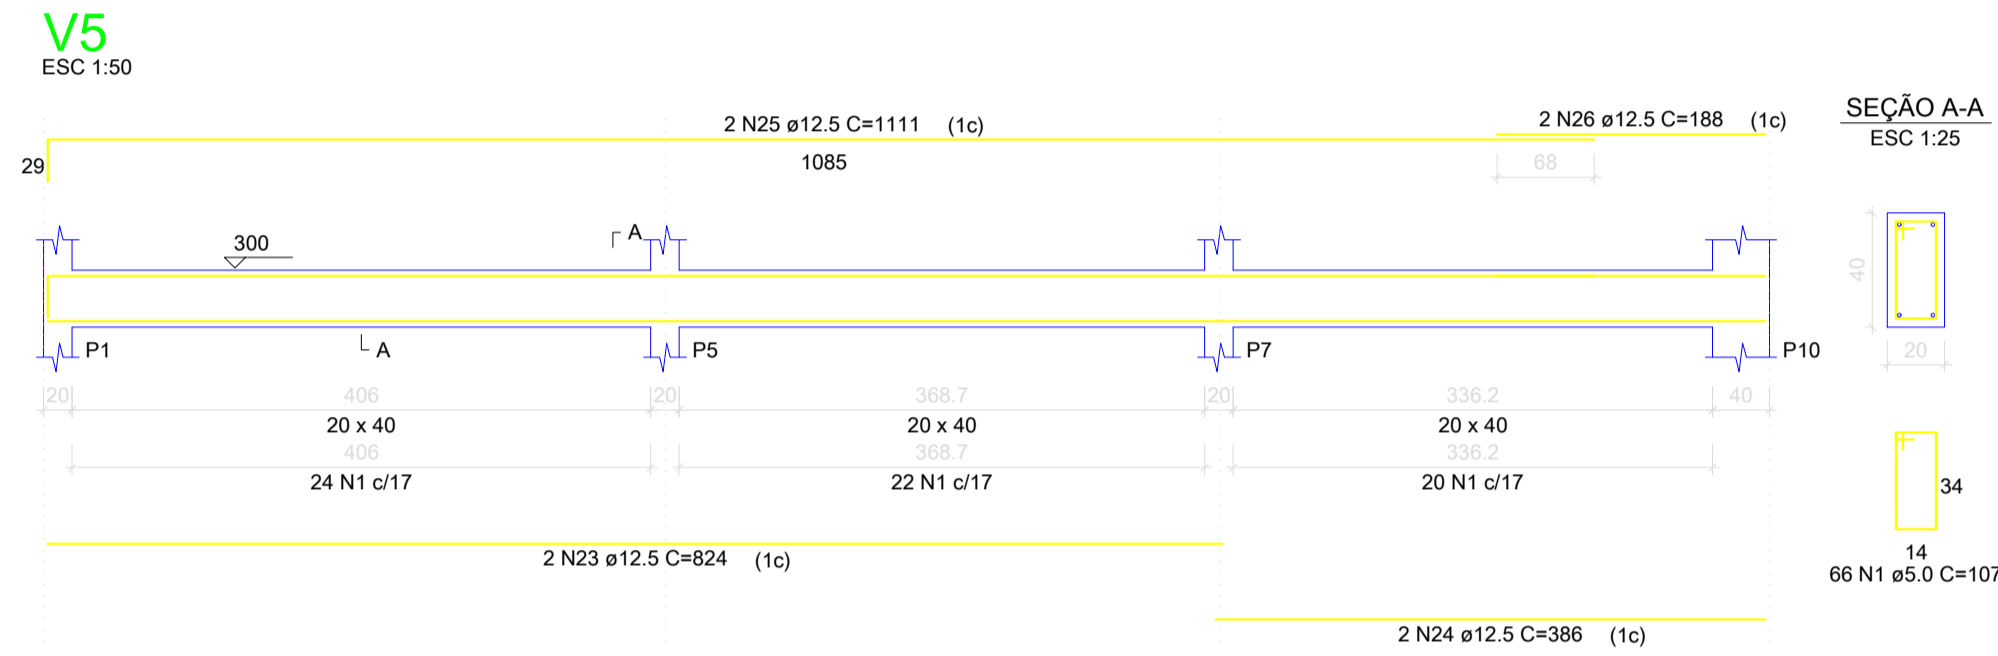 V5
ESC 1:50
2 N25 ø12.5 C=1111 (1c)
2 N26 ø12.5 C=188 (1c)
SEÇÃO A-A
ESC 1:25
29
1085
68
300
A
40
A
P1
P5
P7
P10
20
20
406
20
368.7
20
336.2
40
20 x 40
20 x 40
20 x 40
406
368.7
336.2
24 N1 c/17
22 N1 c/17
20 N1 c/17
34
14
66 N1 ø5.0 C=107
2 N23 ø12.5 C=824 (1c)
2 N24 ø12.5 C=386 (1c)